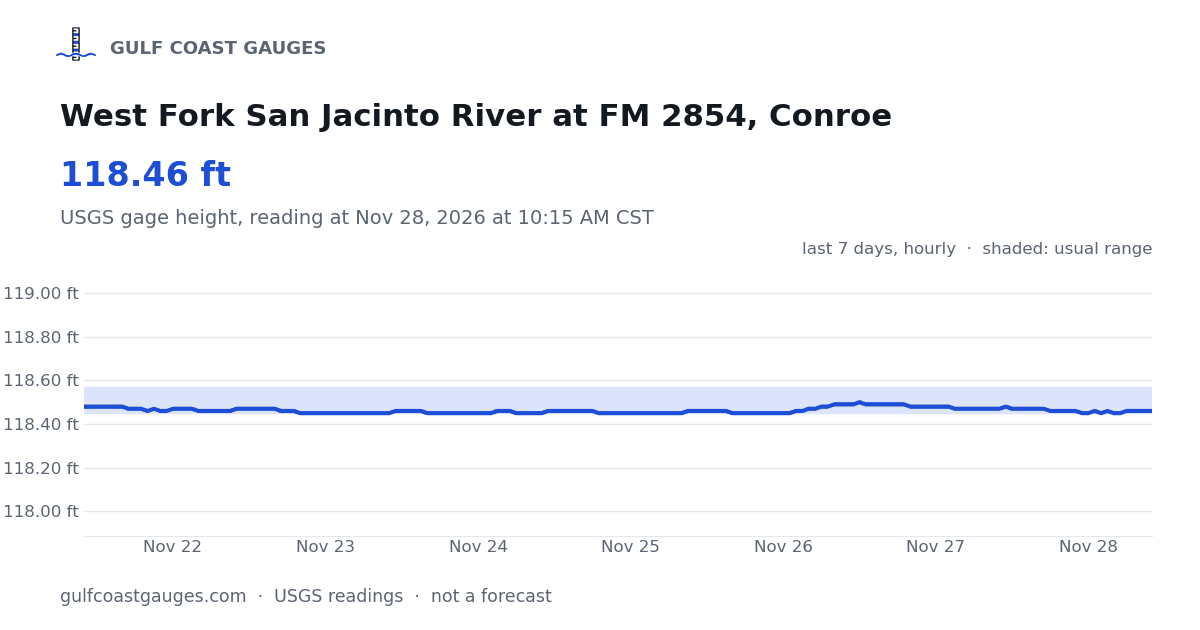 GULF COAST GAUGES
West Fork San Jacinto River at FM 2854, Conroe
118.46 ft
USGS gage height, reading at Nov 28, 2026 at 10:15 AM CST
last 7 days, hourly · shaded: usual range
119.00 ft
118.80 ft
118.60 ft
118.40 ft
118.20 ft
118.00 ft
Nov 22 Nov 23 Nov 24 Nov 25 Nov 26 Nov 27 Nov 28
gulfcoastgauges.com · USGS readings · not a forecast